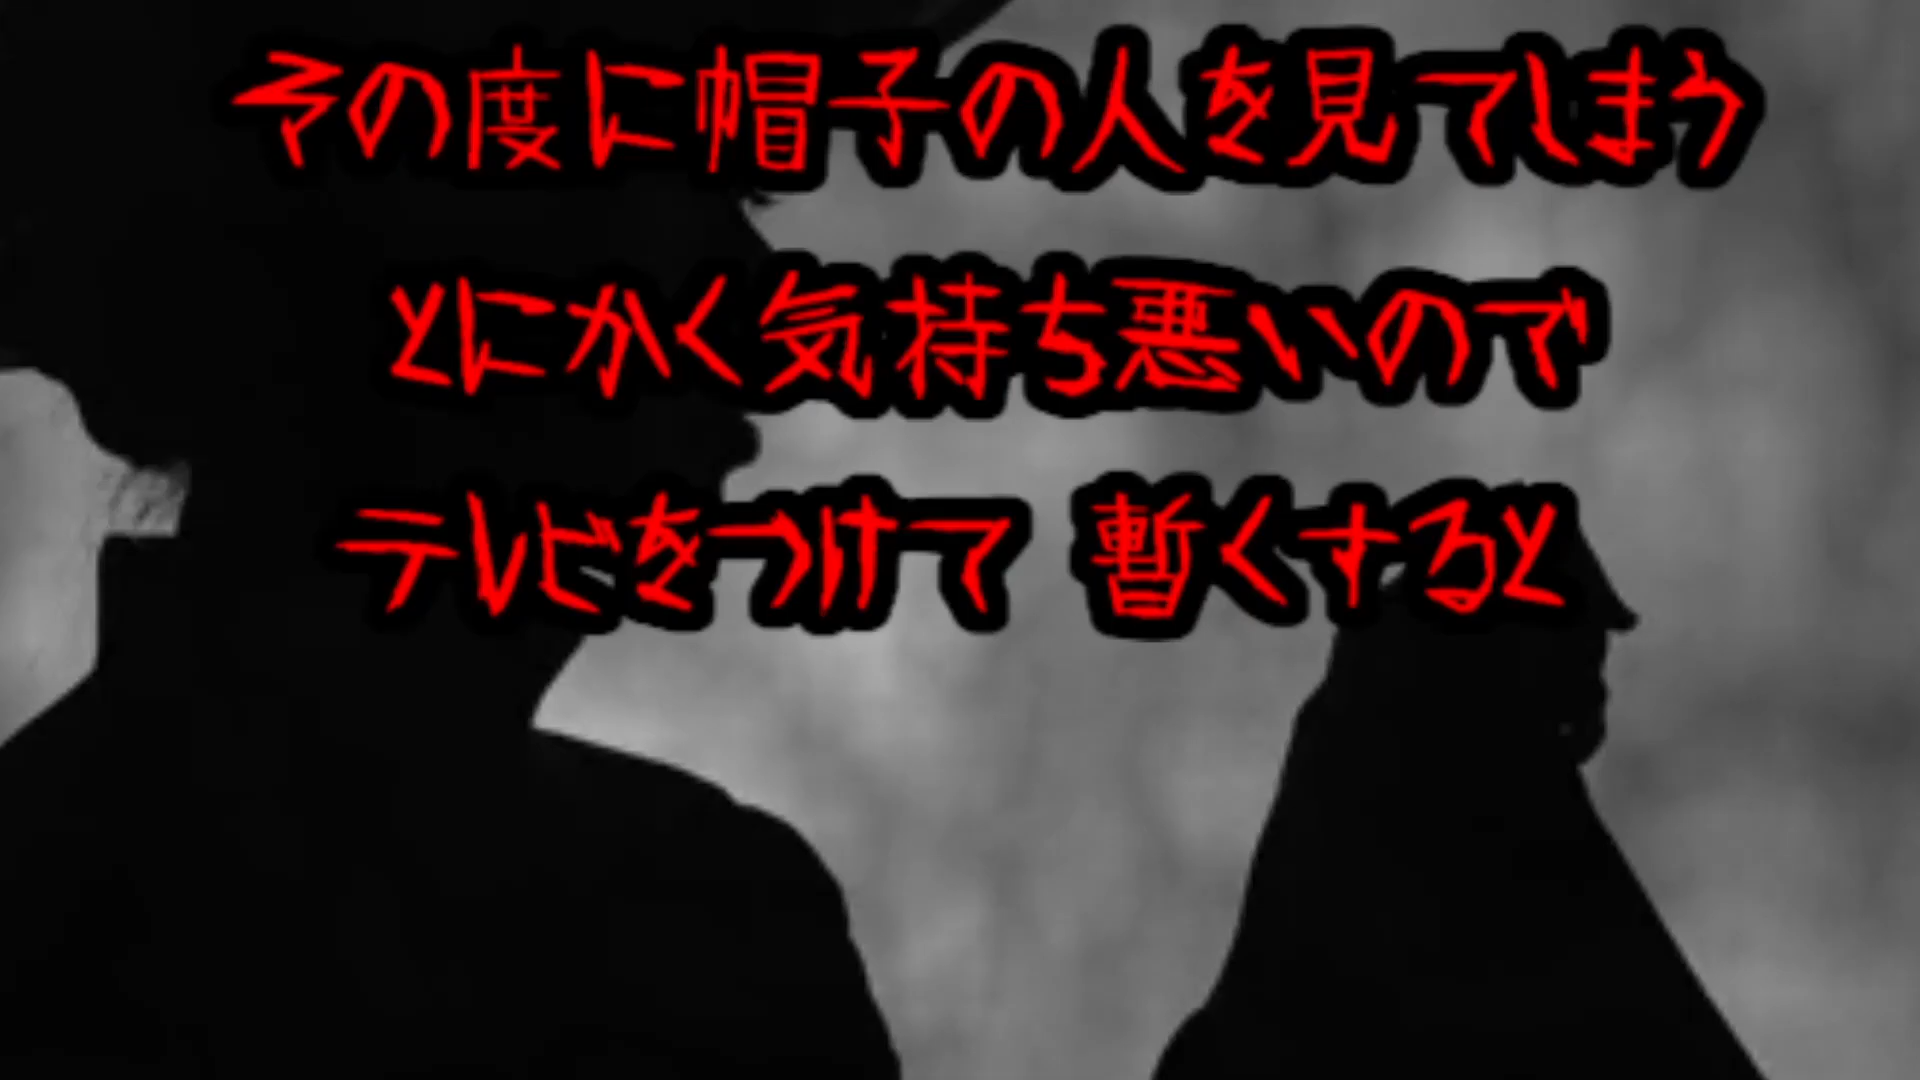 その度に帽子の人を見てしまう
とにかく気持ち悪いので
テレビをつけて 暫くすると